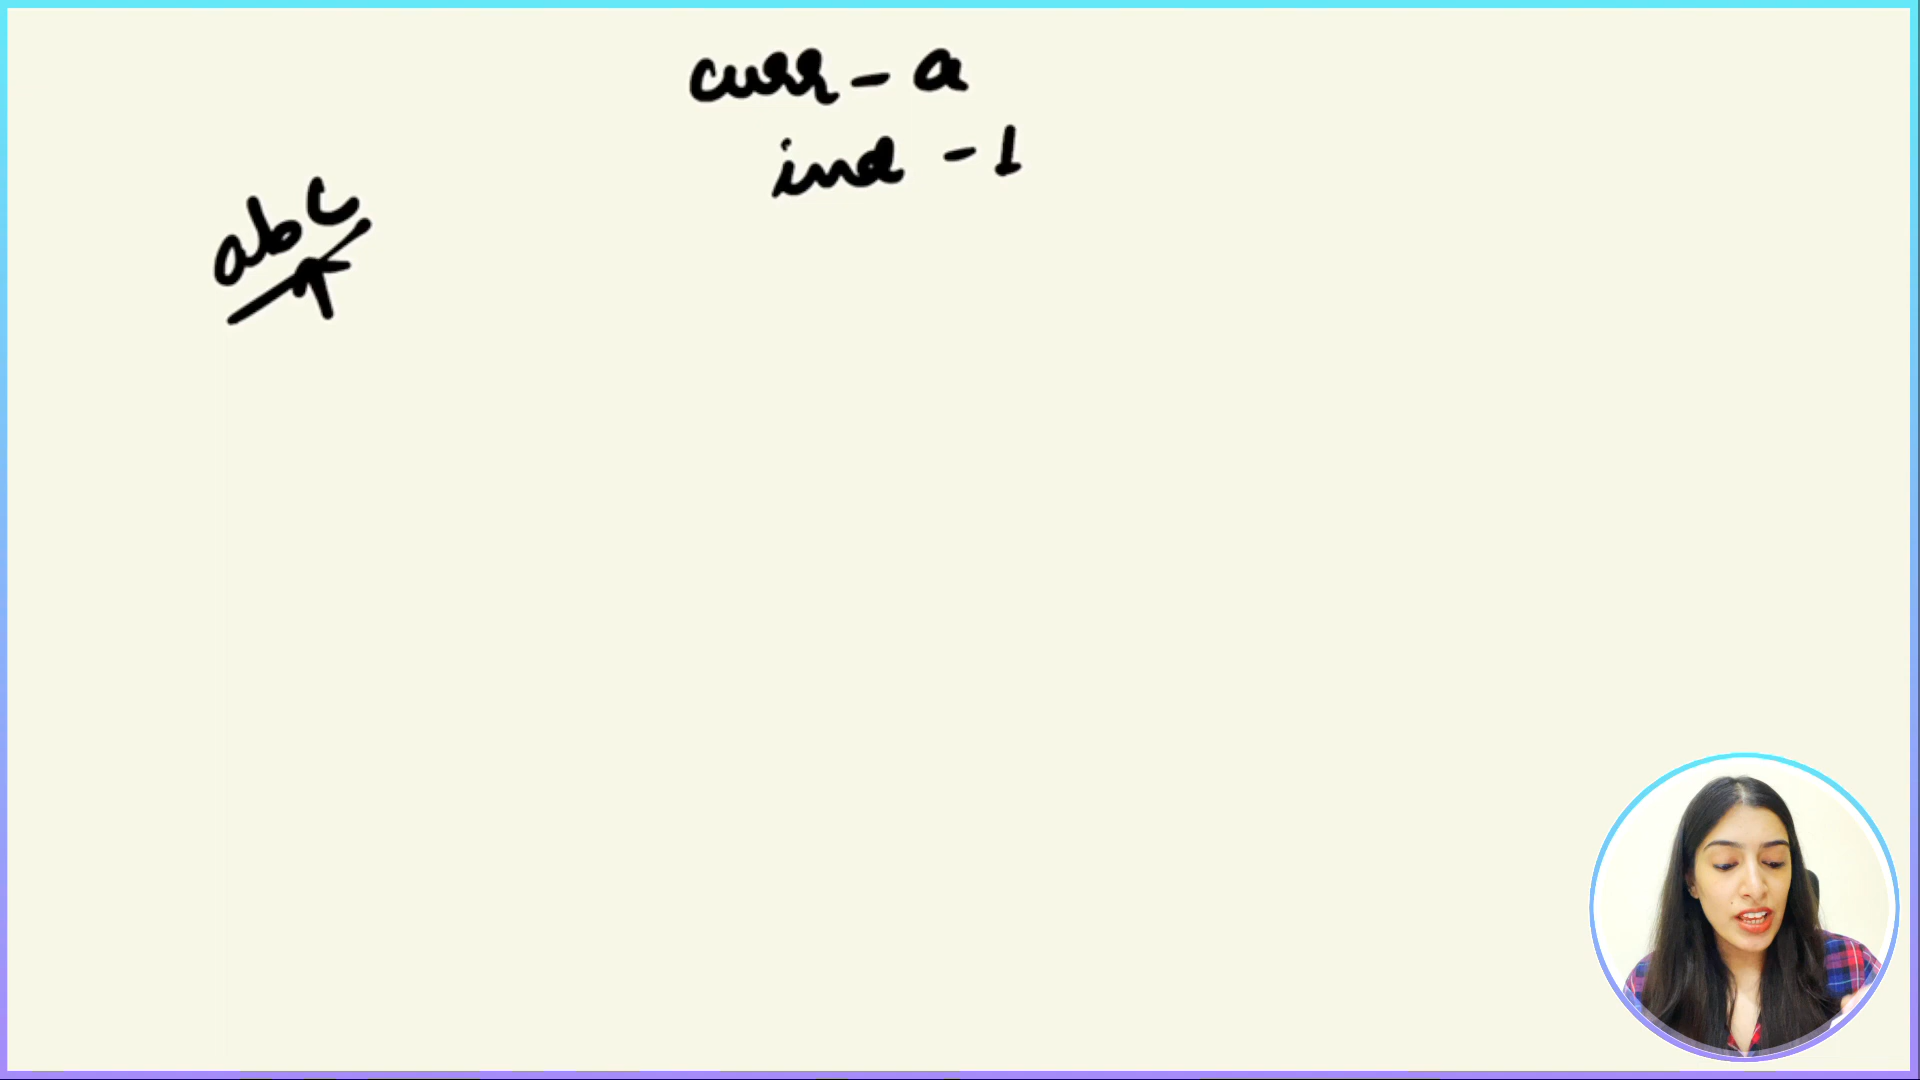 curr - a
ind - 1
abc